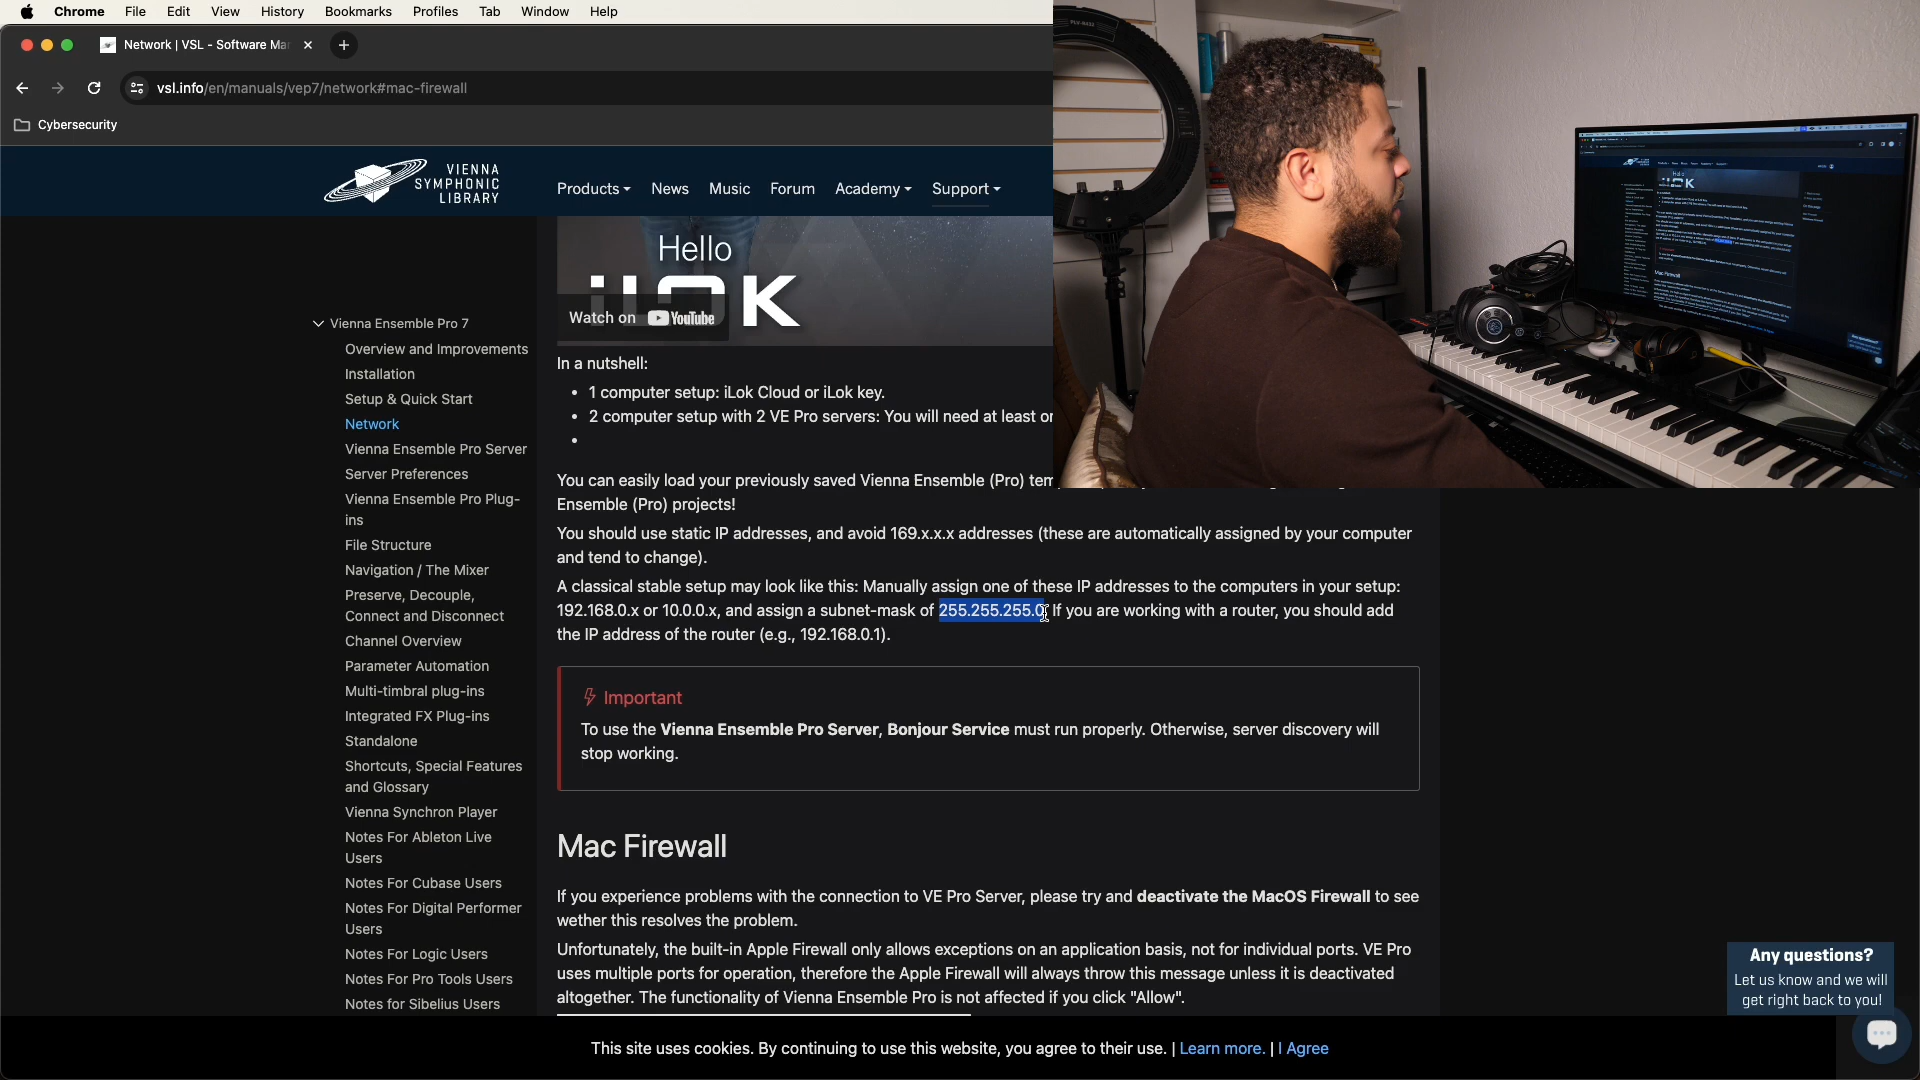 Chrome File Edit View History Bookmarks Profiles Tab Window Help
Network | VSL - Software Ma
vsl.info/en/manuals/vep7/network#mac-firewall
Cybersecurity
VIENNA
SYMPHONIC
LIBRARY
Products News Music Forum Academy Support
Hello
iLOK
Watch on YouTube
Vienna Ensemble Pro 7
Overview and Improvements
Installation
Setup & Quick Start
Network
Vienna Ensemble Pro Server
Server Preferences
Vienna Ensemble Pro Plug-
ins
File Structure
Navigation / The Mixer
Preserve, Decouple,
Connect and Disconnect
Channel Overview
Parameter Automation
Multi-timbral plug-ins
Integrated FX Plug-ins
Standalone
Shortcuts, Special Features
and Glossary
Vienna Synchron Player
Notes For Ableton Live
Users
Notes For Cubase Users
Notes For Digital Performer
Users
Notes For Logic Users
Notes For Pro Tools Users
Notes for Sibelius Users
In a nutshell:
• 1 computer setup: iLok Cloud or iLok key.
• 2 computer setup with 2 VE Pro servers: You will need at least
•
You can easily load your previously saved Vienna Ensemble (Pro)
Ensemble (Pro) projects!
You should use static IP addresses, and avoid 169.x.x.x addresses (these are automatically assigned by your computer
and tend to change).
A classical stable setup may look like this: Manually assign one of these IP addresses to the computers in your setup:
192.168.0.x or 10.0.0.x, and assign a subnet-mask of 255.255.255.0. If you are working with a router, you should add
the IP address of the router (e.g., 192.168.0.1).
Important
To use the Vienna Ensemble Pro Server, Bonjour Service must run properly. Otherwise, server discovery will
stop working.
Mac Firewall
If you experience problems with the connection to VE Pro Server, please try and deactivate the MacOS Firewall to see
wether this resolves the problem.
Unfortunately, the built-in Apple Firewall only allows exceptions on an application basis, not for individual ports. VE Pro
uses multiple ports for operation, therefore the Apple Firewall will always throw this message unless it is deactivated
altogether. The functionality of Vienna Ensemble Pro is not affected if you click "Allow".
Any questions?
Let us know and we will
get right back to you!
This site uses cookies. By continuing to use this website, you agree to their use. | Learn more. | I Agree
IMPACT